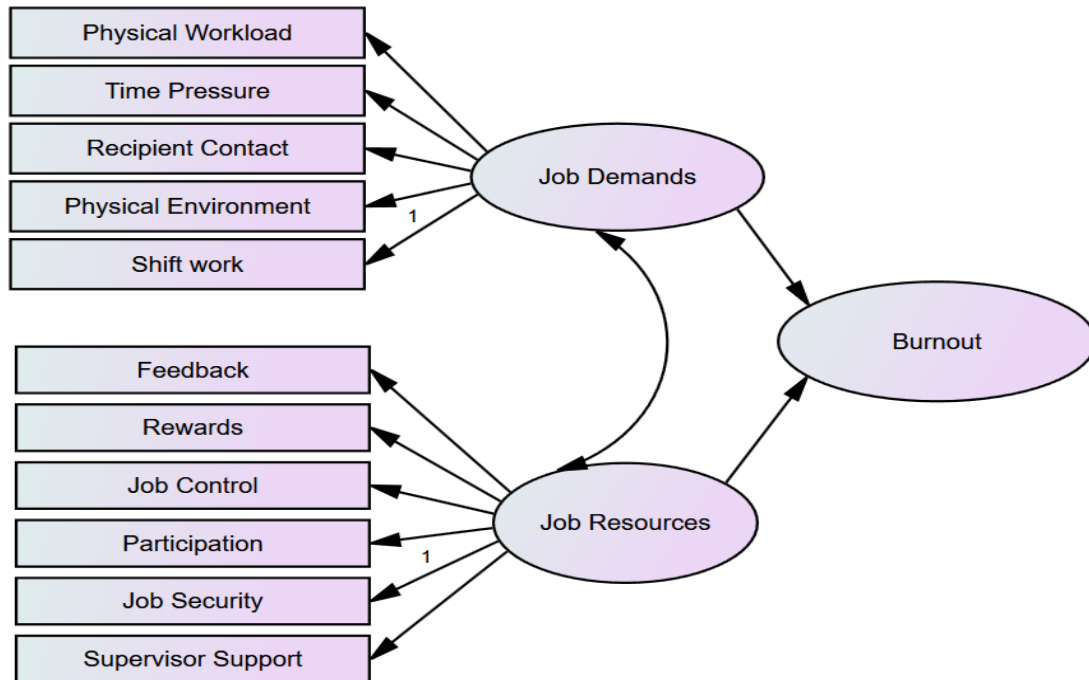 Physical Workload
Time Pressure
Recipient Contact
Physical Environment
1
Shift work
Job Demands
Burnout
Feedback
Rewards
Job Control
Participation
1
Job Security
Supervisor Support
Job Resources